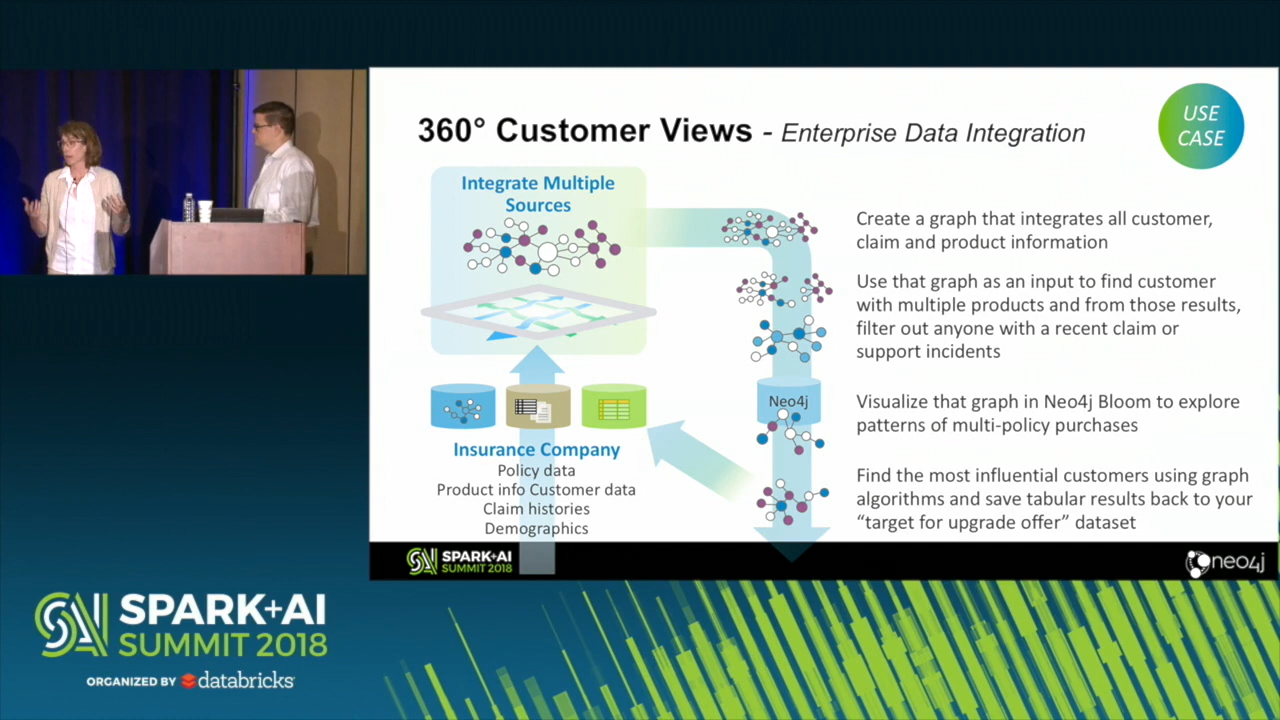 360° Customer Views - Enterprise Data Integration
USE
CASE
Integrate Multiple
Sources
Insurance Company
Policy data
Product info Customer data
Claim histories
Demographics
Neo4j
Create a graph that integrates all customer,
claim and product information
Use that graph as an input to find customer
with multiple products and from those results,
filter out anyone with a recent claim or
support incidents
Visualize that graph in Neo4j Bloom to explore
patterns of multi-policy purchases
Find the most influential customers using graph
algorithms and save tabular results back to your
“target for upgrade offer” dataset
SPARK+AI
SUMMIT 2018
neo4j
SPARK+AI
SUMMIT 2018
ORGANIZED BY databricks